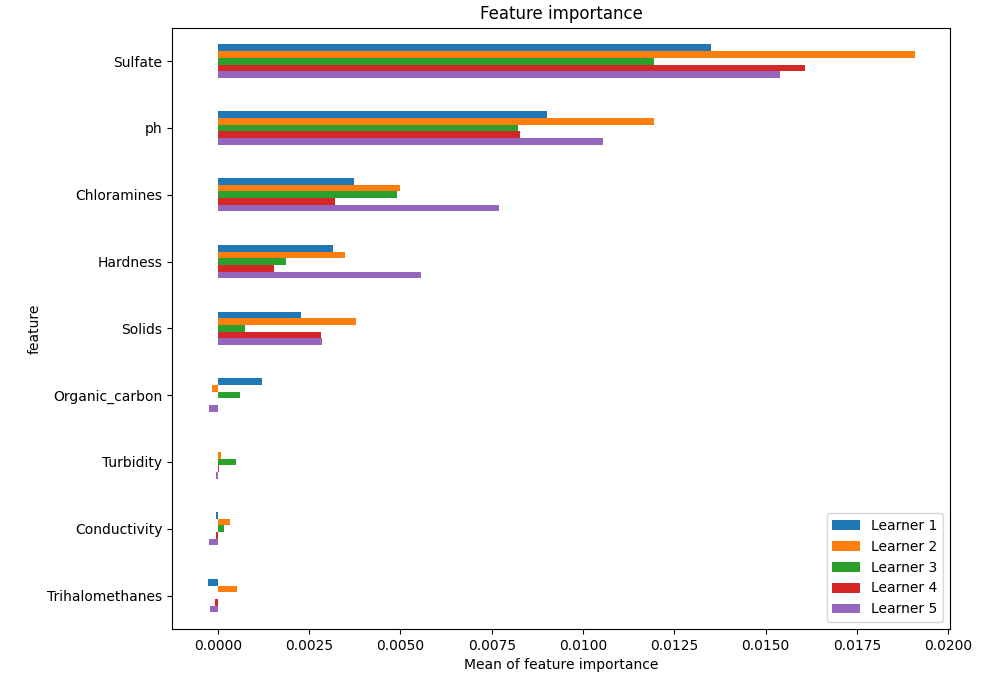 Feature importance
feature
Sulfate
ph
Chloramines
Hardness
Solids
Organic_carbon
Turbidity
Conductivity
Trihalomethanes
Learner 1
Learner 2
Learner 3
Learner 4
Learner 5
0.0000 0.0025 0.0050 0.0075 0.0100 0.0125 0.0150 0.0175 0.0200
Mean of feature importance